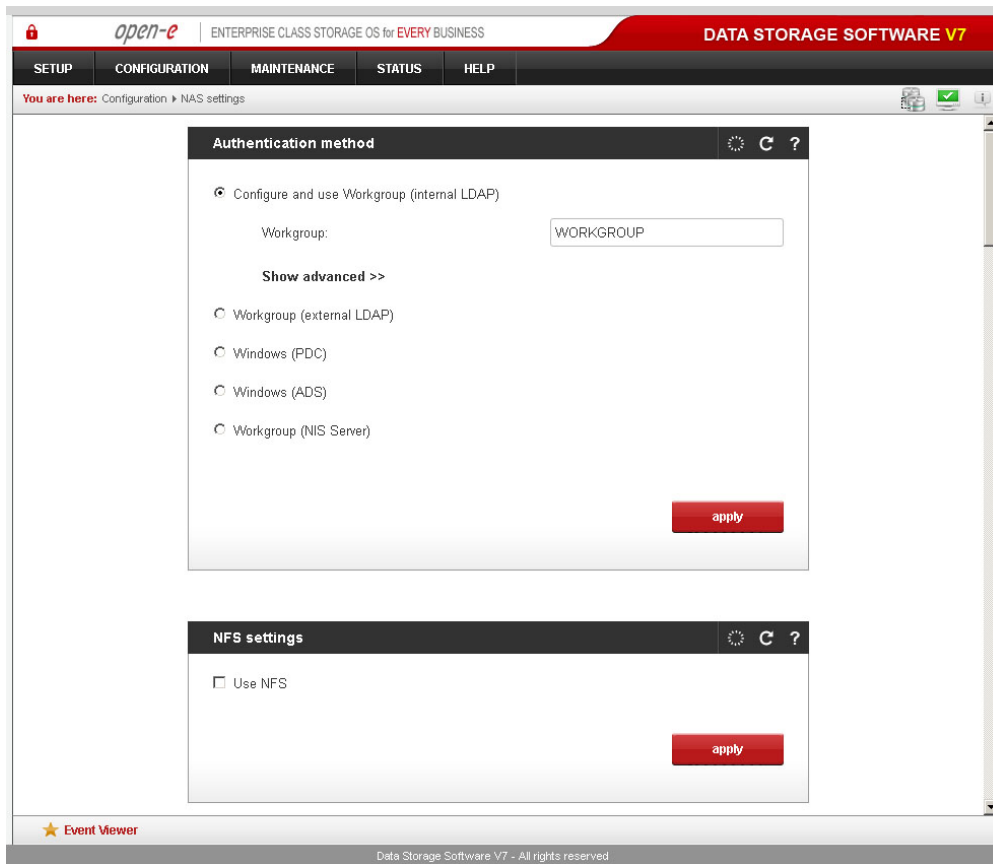 open-e ENTERPRISE CLASS STORAGE OS for EVERY BUSINESS DATA STORAGE SOFTWARE V7
SETUP CONFIGURATION MAINTENANCE STATUS HELP
You are here: Configuration ▸ NAS settings
Authentication method ?
Configure and use Workgroup (internal LDAP)
Workgroup: WORKGROUP
Show advanced >>
Workgroup (external LDAP)
Windows (PDC)
Windows (ADS)
Workgroup (NIS Server)
apply
NFS settings ?
Use NFS
apply
Event Viewer
Data Storage Software V7 - All rights reserved